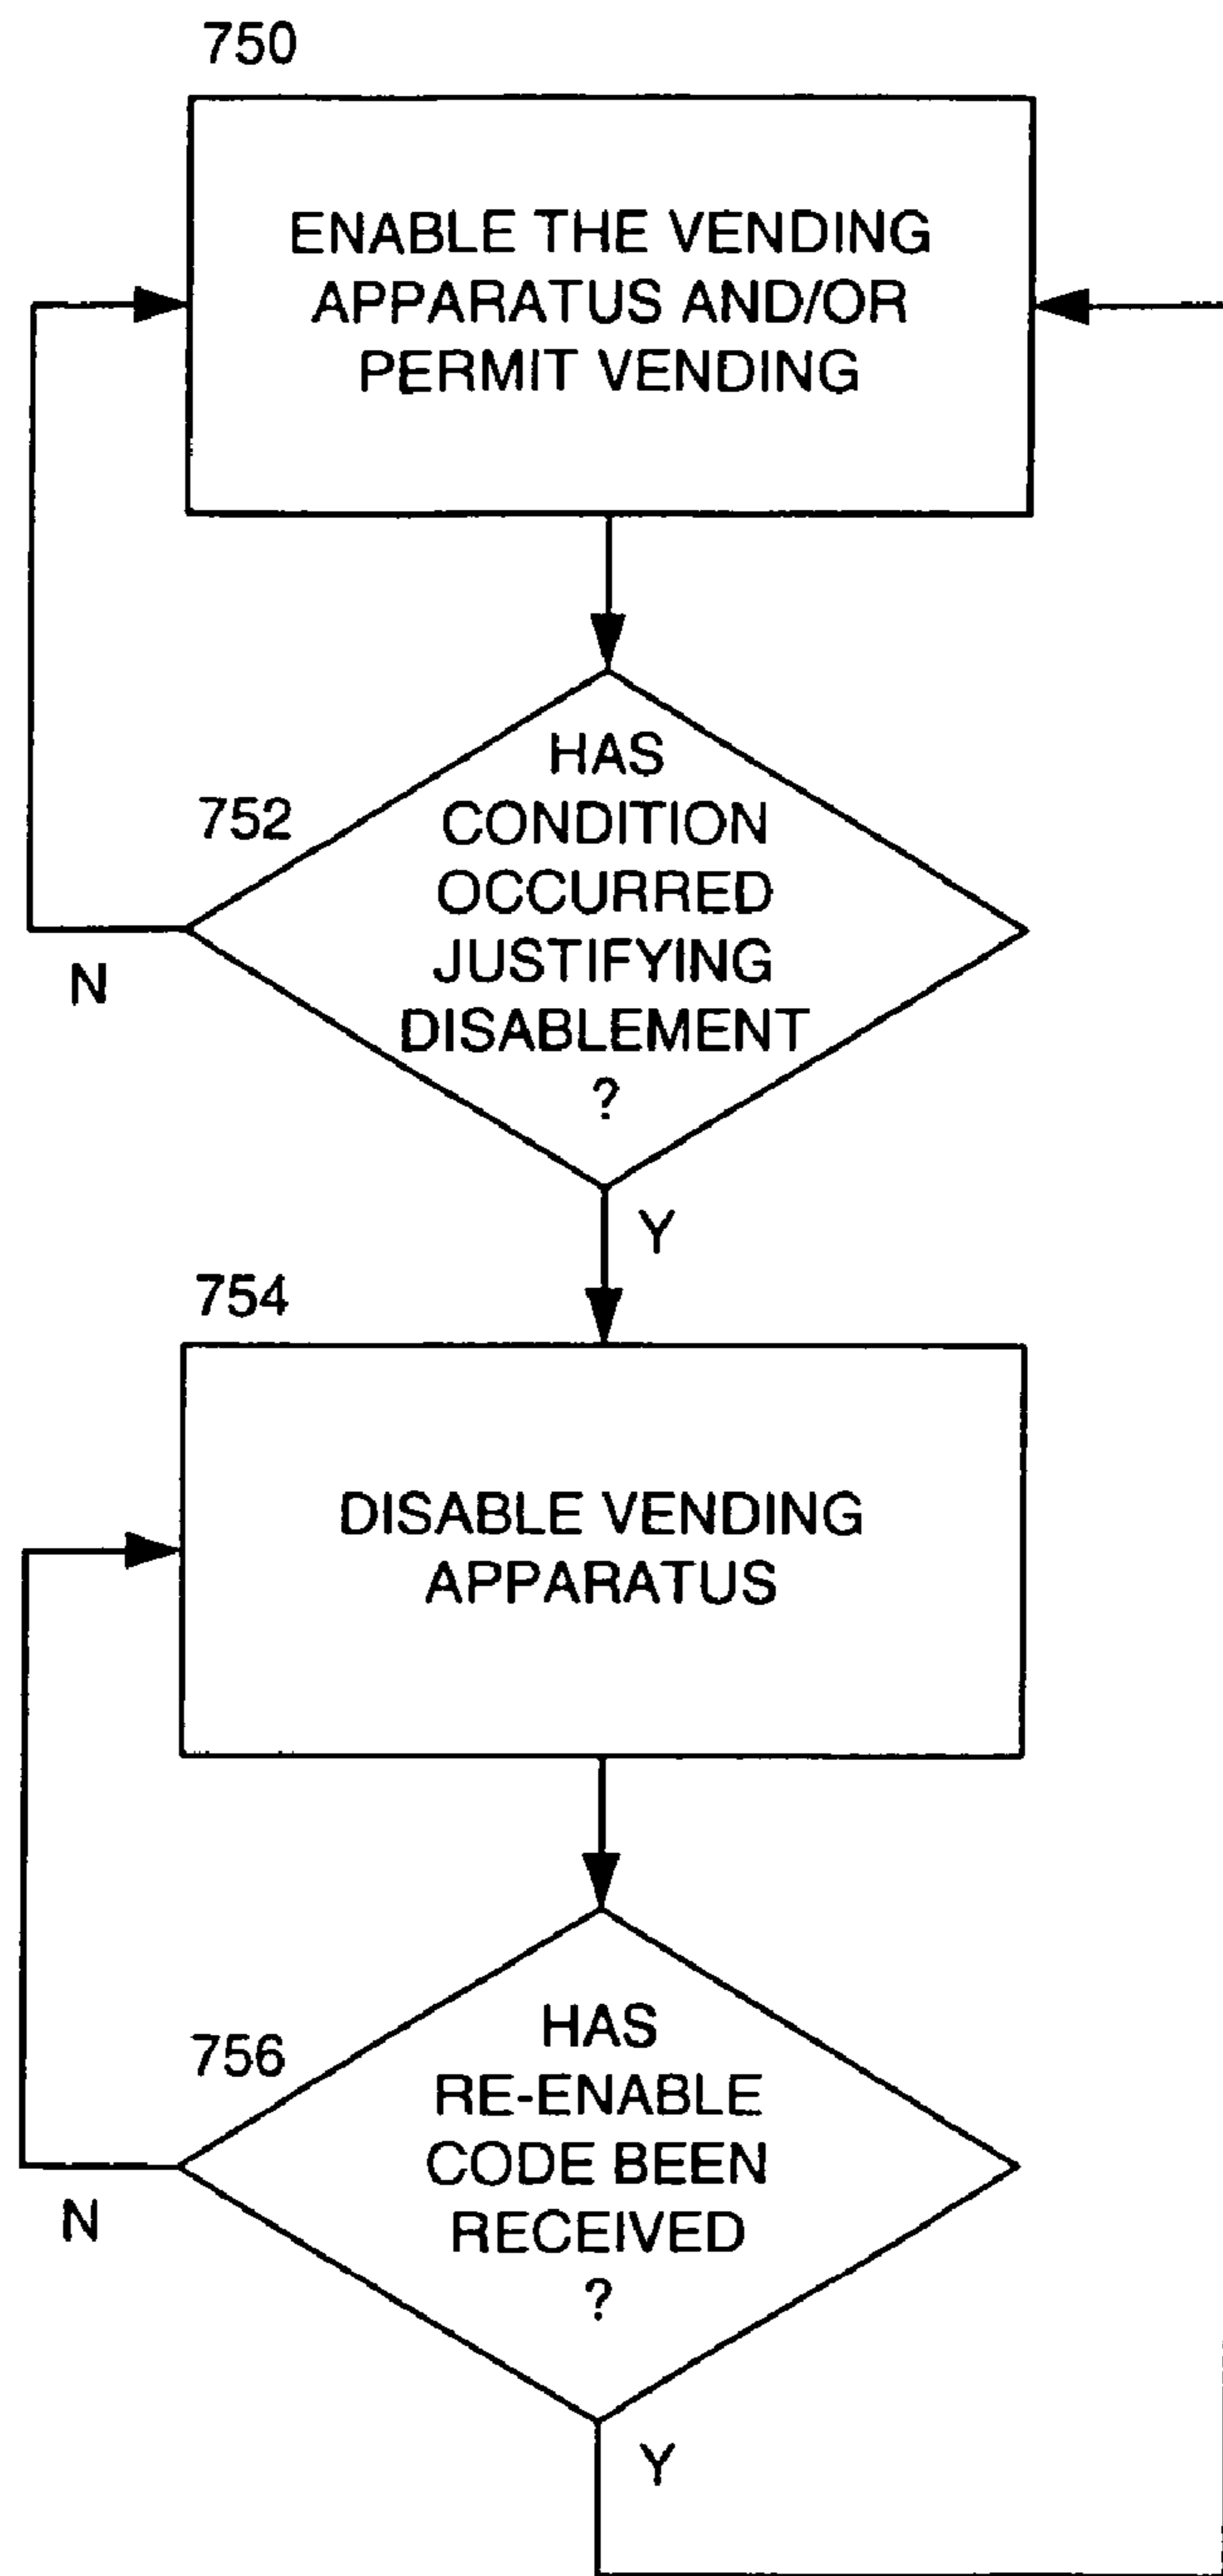 750
ENABLE THE VENDING
APPARATUS AND/OR
PERMIT VENDING
752
HAS
CONDITION
OCCURRED
JUSTIFYING
DISABLEMENT
?
N
Y
754
DISABLE VENDING
APPARATUS
756
HAS
RE-ENABLE
CODE BEEN
RECEIVED
?
N
Y